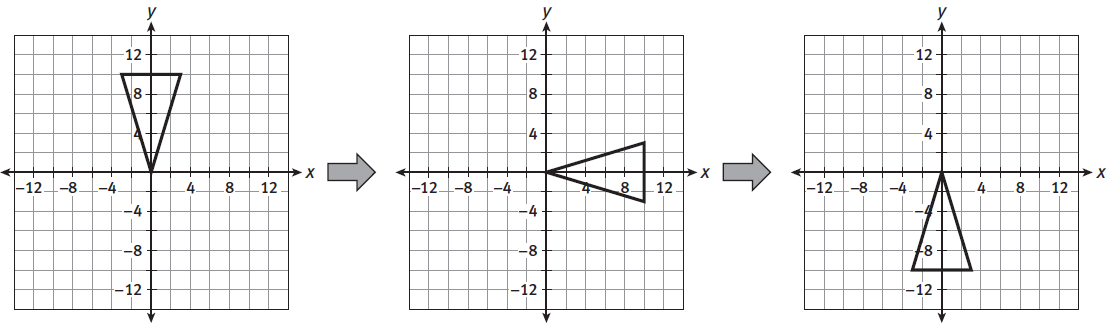 y y y
12 12 12
8 8 8
4 4 4
−12 −8 −4 4 8 12 x −12 −8 −4 4 8 12 x −12 −8 −4 4 8 12 x
−4 −4 −4
−8 −8 −8
−12 −12 −12